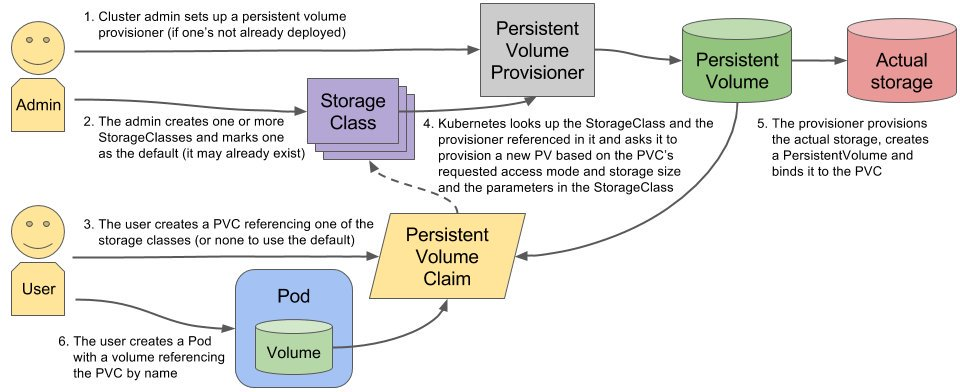 1. Cluster admin sets up a persistent volume
provisioner (if one's not already deployed)
Persistent
Volume
Provisioner
Persistent
Volume
Actual
storage
Admin
Storage
Class
2. The admin creates one or more
StorageClasses and marks one
as the default (it may already exist)
4. Kubernetes looks up the StorageClass and the
provisioner referenced in it and asks it to
provision a new PV based on the PVC's
requested access mode and storage size
and the parameters in the StorageClass
5. The provisioner provisions
the actual storage, creates
a PersistentVolume and
binds it to the PVC
3. The user creates a PVC referencing one of the
storage classes (or none to use the default)
Persistent
Volume
Claim
User
Pod
Volume
6. The user creates a Pod
with a volume referencing
the PVC by name